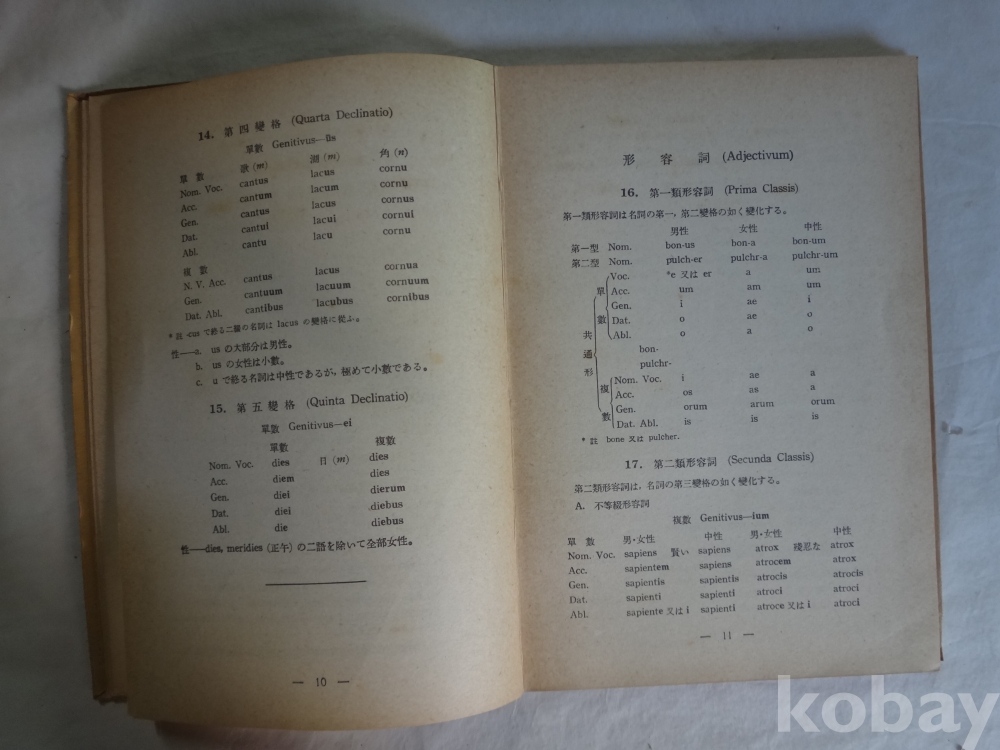 14. 第四變格 (Quarta Declinatio)
單數 Genitivus—ūs
單數 歌 (m) 湖 (m) 角 (n)
Nom. Voc. cantus lacus cornu
Acc. cantum lacum cornu
Gen. cantus lacus cornus
Dat. cantui lacui cornui
Abl. cantu lacu cornu
複數
N. V. Acc. cantus lacus cornua
Gen. cantuum lacuum cornuum
Dat. Abl. cantibus lacubus cornibus
*註 -cus で終る二綴の名詞は lacus の變格に從ふ。
性—a. us の大部分は男性。
b. us の女性は小數。
c. u で終る名詞は中性であるが, 極めて小數である。
15. 第五變格 (Quinta Declinatio)
單數 Genitivus—ei
單數 複數
Nom. Voc. dies 日 (m) dies
Acc. diem dies
Gen. diei dierum
Dat. diei diebus
Abl. die diebus
性—dies, meridies (正午) の二語を除いて全部女性。
— 10 —
形容詞 (Adjectivum)
16. 第一類形容詞 (Prima Classis)
第一類形容詞は名詞の第一, 第二變格の如く變化する。
男性 女性 中性
第一型 Nom. bon-us bon-a bon-um
第二型 Nom. pulch-er pulchr-a pulchr-um
共通形
單數
Voc. *e 又は er a um
Acc. um am um
Gen. i ae i
Dat. o ae o
Abl. o a o
bon-
pulchr-
複數
Nom. Voc. i ae a
Acc. os as a
Gen. orum arum orum
Dat. Abl. is is is
*註 bone 又は pulcher.
17. 第二類形容詞 (Secunda Classis)
第二類形容詞は, 名詞の第三變格の如く變化する。
A. 不等綴形容詞
複數 Genitivus—ium
單數 男・女性 中性 男・女性 中性
Nom. Voc. sapiens 賢い sapiens atrox 殘忍な atrox
Acc. sapientem sapiens atrocem atrox
Gen. sapientis sapientis atrocis atrocis
Dat. sapienti sapienti atroci atroci
Abl. sapiente 又は i sapienti atroce 又は i atroci
— 11 —
kobay